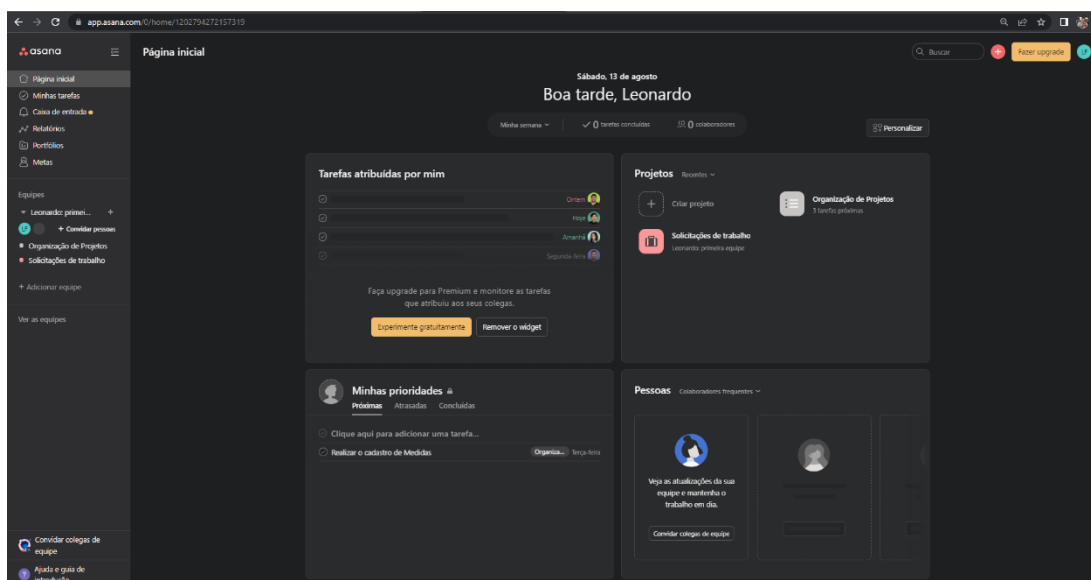 app.asana.com/0/home/1202794272157319
asana
Página inicial
Buscar
Fazer upgrade
LF
Página inicial
Minhas tarefas
Caixa de entrada
Relatórios
Portfólios
Metas
Equipes
Leonardo: primei...
+
LF
+ Convidar pessoas
Organização de Projetos
Solicitações de trabalho
+ Adicionar equipe
Ver as equipes
Convidar colegas de
equipe
Ajuda e guia de
introdução
Sábado, 13 de agosto
Boa tarde, Leonardo
Minha semana
0 tarefas concluídas
0 colaboradores
Personalizar
Tarefas atribuídas por mim
Ontem
Hoje
Amanhã
Segunda-feira
Faça upgrade para Premium e monitore as tarefas
que atribuiu aos seus colegas.
Experimente gratuitamente
Remover o widget
Projetos Recentes
Criar projeto
Organização de Projetos
3 tarefas próximas
Solicitações de trabalho
Leonardo: primeira equipe
Minhas prioridades
Próximas Atrasadas Concluídas
Clique aqui para adicionar uma tarefa...
Realizar o cadastro de Medidas Organiza... Terça-feira
Pessoas Colaboradores frequentes
Veja as atualizações da sua
equipe e mantenha o
trabalho em dia.
Convidar colegas de equipe